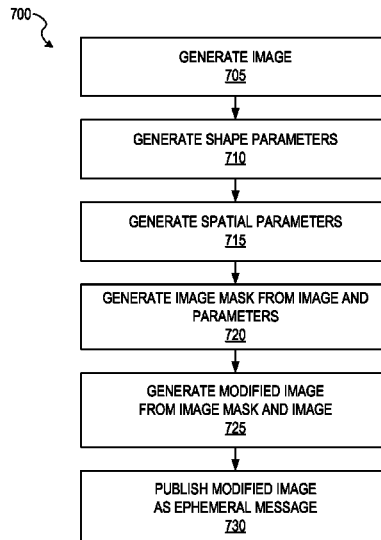 700
GENERATE IMAGE
705
GENERATE SHAPE PARAMETERS
710
GENERATE SPATIAL PARAMETERS
715
GENERATE IMAGE MASK FROM IMAGE AND
PARAMETERS
720
GENERATE MODIFIED IMAGE
FROM IMAGE MASK AND IMAGE
725
PUBLISH MODIFIED IMAGE
AS EPHEMERAL MESSAGE
730